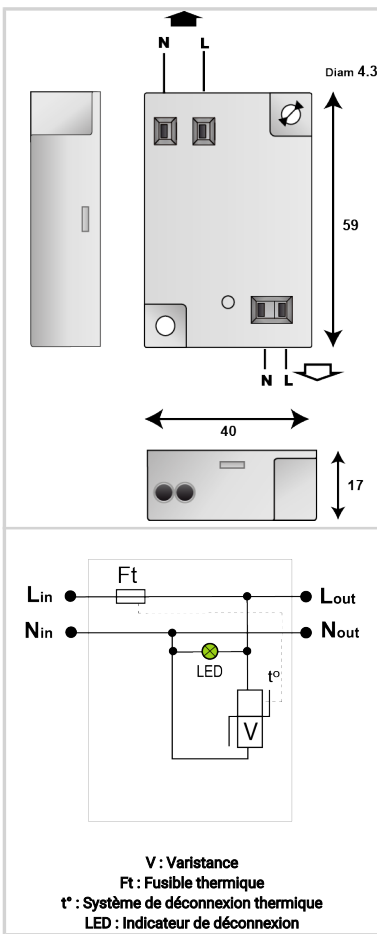 N L
Diam 4.3
59
N L
40
17
Ft
Lin Lout
Nin Nout
LED t°
V
V : Varistance
Ft : Fusible thermique
t° : Système de déconnexion thermique
LED : Indicateur de déconnexion